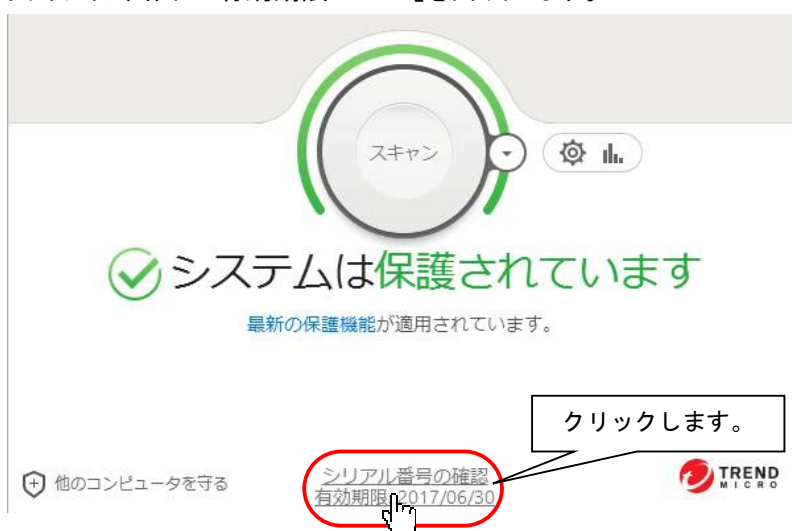 スキャン
システムは保護されています
最新の保護機能が適用されています。
クリックします。
他のコンピュータを守る
シリアル番号の確認
有効期限: 2017/06/30
TREND
MICRO